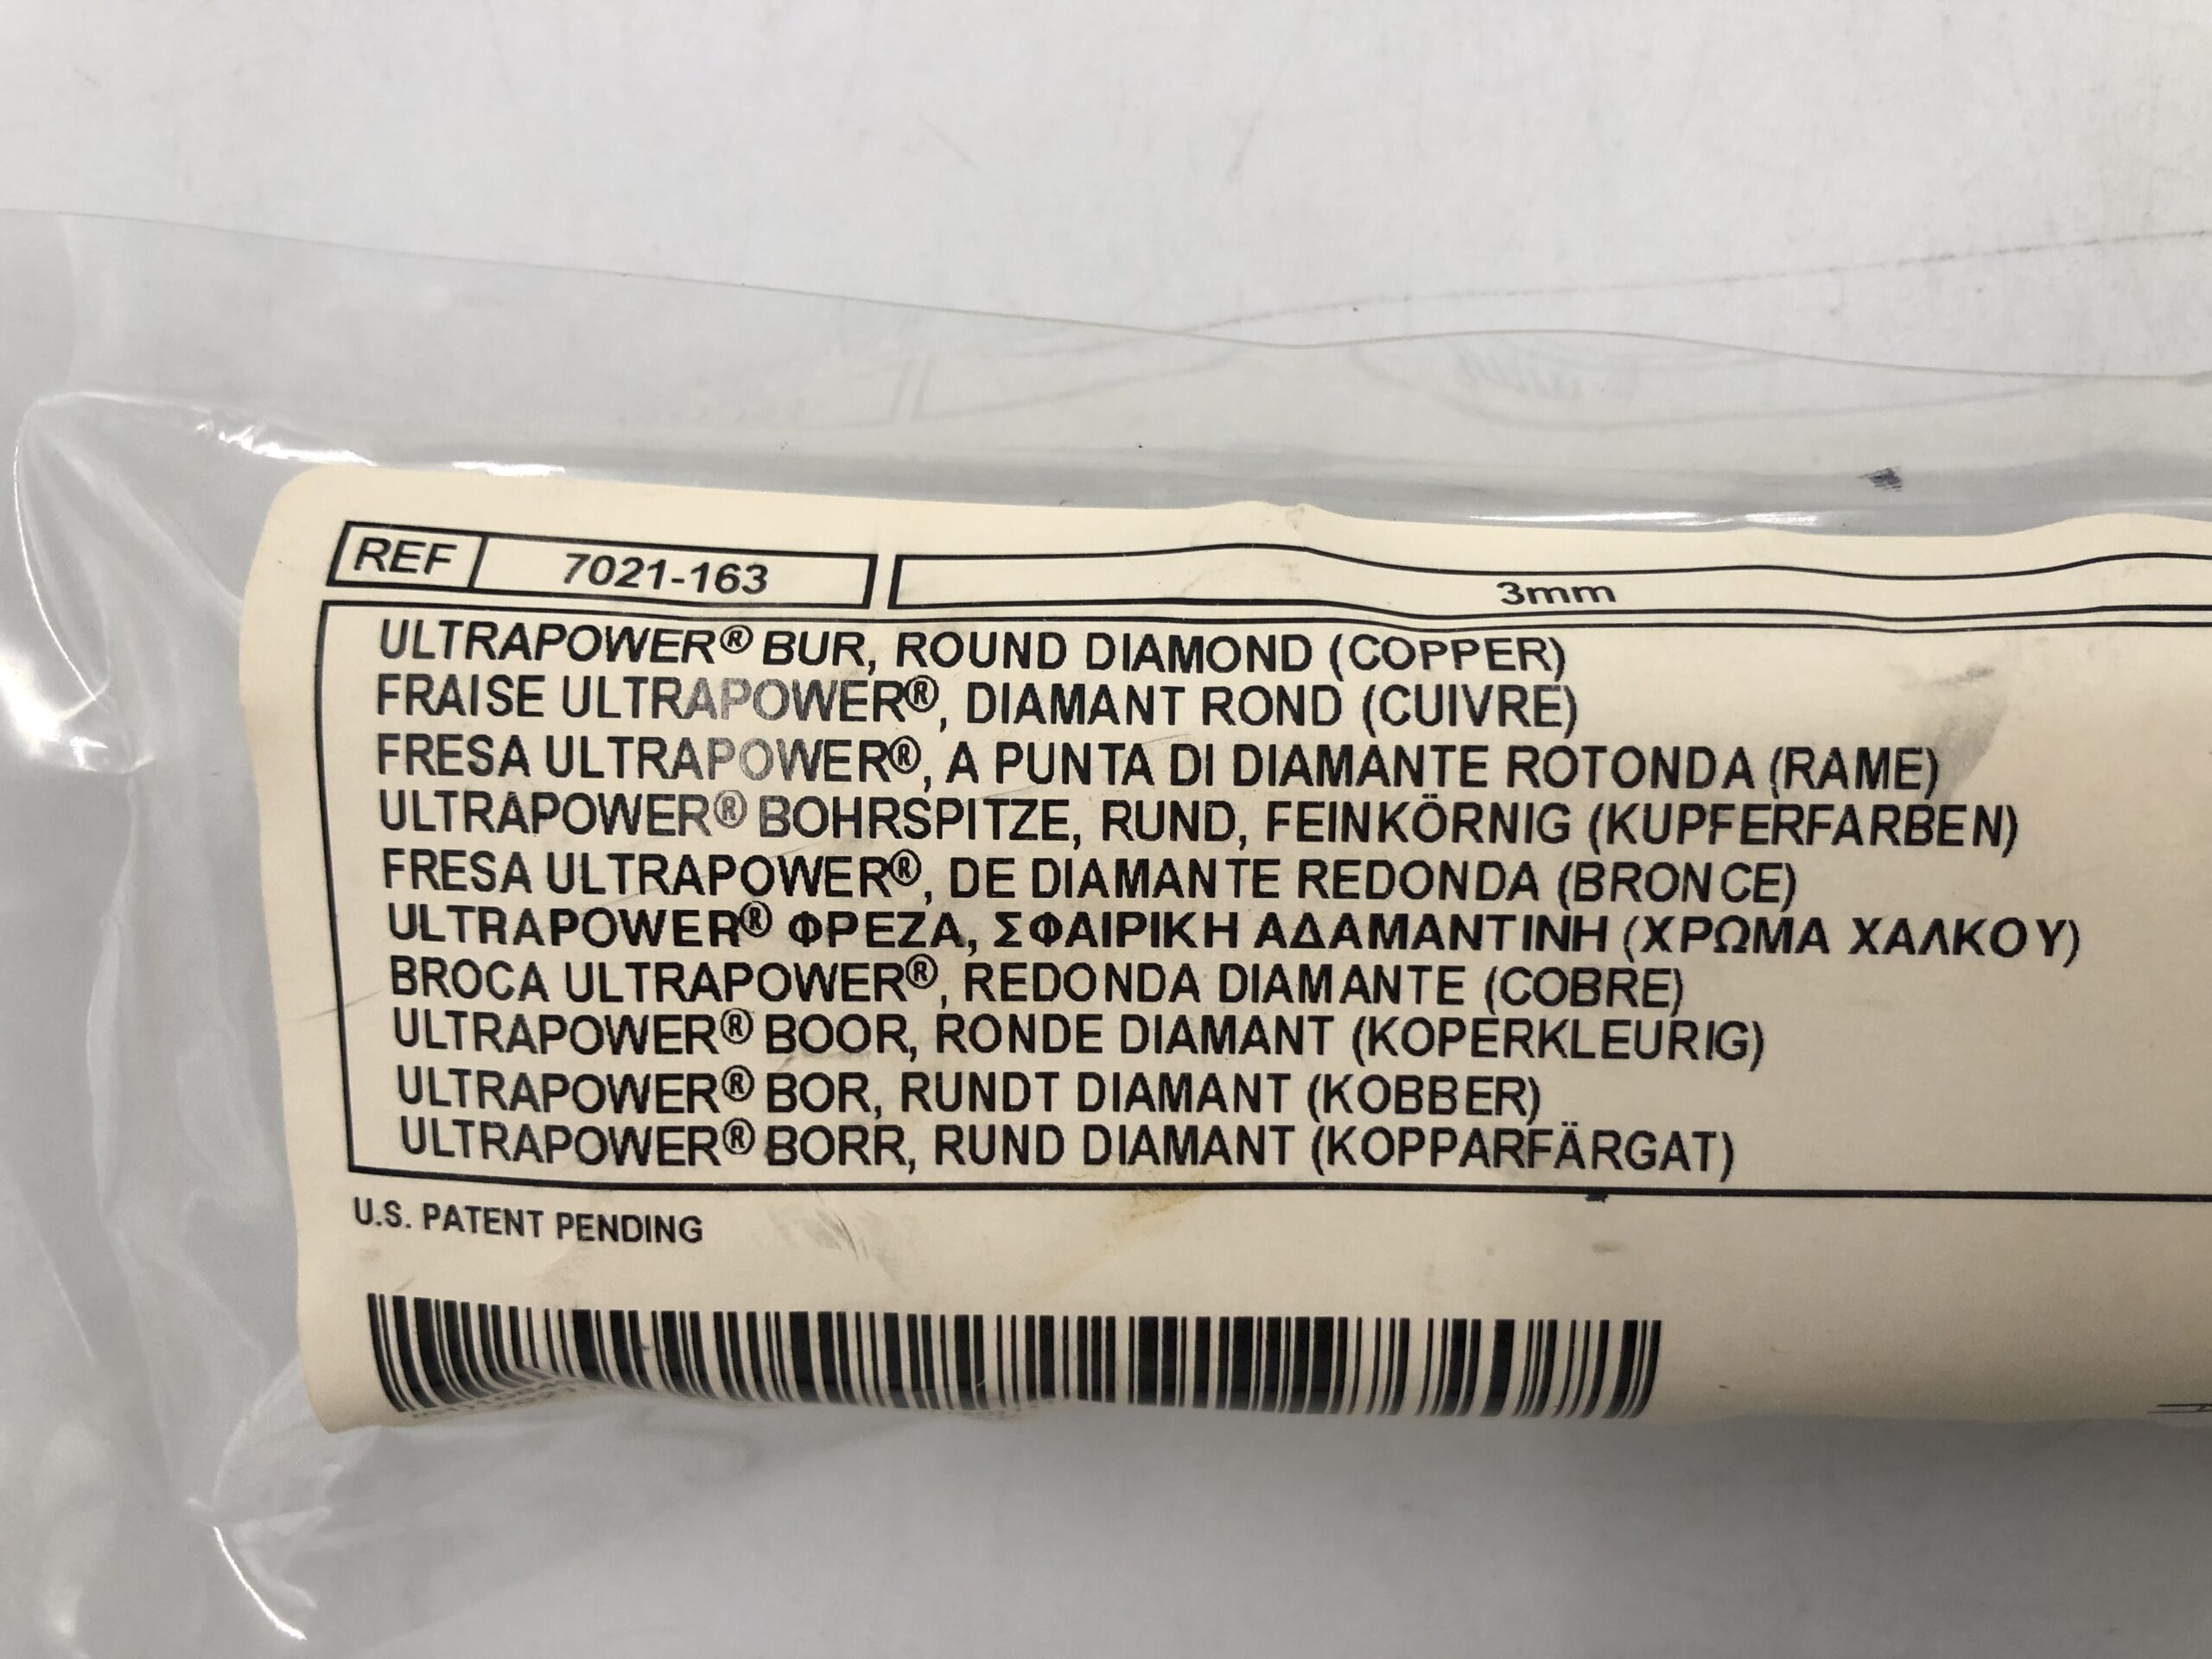 REF 7021-163 3mm
ULTRAPOWER® BUR, ROUND DIAMOND (COPPER)
FRAISE ULTRAPOWER®, DIAMANT ROND (CUIVRE)
FRESA ULTRAPOWER®, A PUNTA DI DIAMANTE ROTONDA (RAME)
ULTRAPOWER® BOHRSPITZE, RUND, FEINKÖRNIG (KUPFERFARBEN)
FRESA ULTRAPOWER®, DE DIAMANTE REDONDA (BRONCE)
ULTRAPOWER® ΦΡΕΖΑ, ΣΦΑΙΡΙΚΗ ΑΔΑΜΑΝΤΙΝΗ (ΧΡΩΜΑ ΧΑΛΚΟΥ)
BROCA ULTRAPOWER®, REDONDA DIAMANTE (COBRE)
ULTRAPOWER® BOOR, RONDE DIAMANT (KOPERKLEURIG)
ULTRAPOWER® BOR, RUNDT DIAMANT (KOBBER)
ULTRAPOWER® BORR, RUND DIAMANT (KOPPARFÄRGAT)
U.S. PATENT PENDING